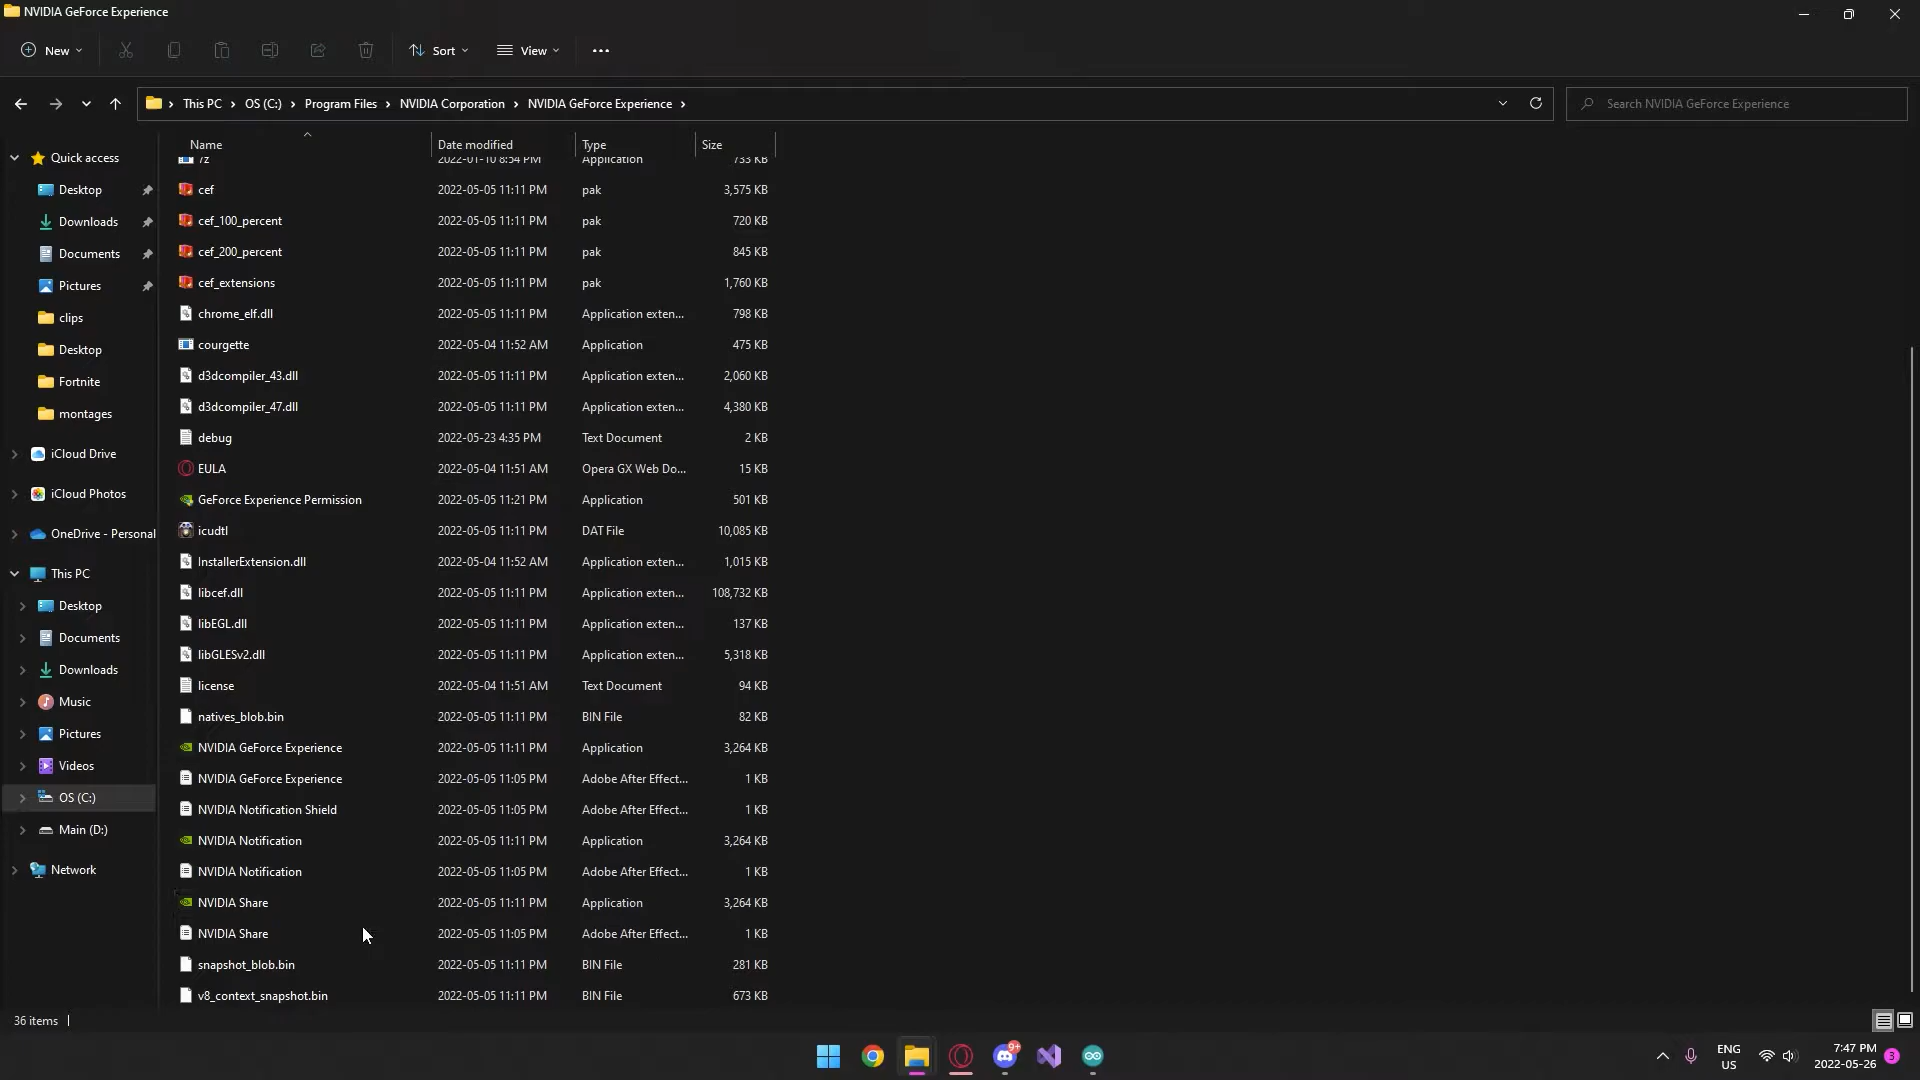 NVIDIA GeForce Experience
New
Sort
View
This PC > OS (C:) > Program Files > NVIDIA Corporation > NVIDIA GeForce Experience >
Search NVIDIA GeForce Experience
Quick access
Desktop
Downloads
Documents
Pictures
clips
Desktop
Fortnite
montages
iCloud Drive
iCloud Photos
OneDrive - Personal
This PC
Desktop
Documents
Downloads
Music
Pictures
Videos
OS (C:)
Main (D:)
Network
Name Date modified Type Size
7z 2022-01-10 8:54 PM Application 733 KB
cef 2022-05-05 11:11 PM pak 3,575 KB
cef_100_percent 2022-05-05 11:11 PM pak 720 KB
cef_200_percent 2022-05-05 11:11 PM pak 845 KB
cef_extensions 2022-05-05 11:11 PM pak 1,760 KB
chrome_elf.dll 2022-05-05 11:11 PM Application exten... 798 KB
courgette 2022-05-04 11:52 AM Application 475 KB
d3dcompiler_43.dll 2022-05-05 11:11 PM Application exten... 2,060 KB
d3dcompiler_47.dll 2022-05-05 11:11 PM Application exten... 4,380 KB
debug 2022-05-23 4:35 PM Text Document 2 KB
EULA 2022-05-04 11:51 AM Opera GX Web Do... 15 KB
GeForce Experience Permission 2022-05-05 11:21 PM Application 501 KB
icudtl 2022-05-05 11:11 PM DAT File 10,085 KB
InstallerExtension.dll 2022-05-04 11:52 AM Application exten... 1,015 KB
libcef.dll 2022-05-05 11:11 PM Application exten... 108,732 KB
libEGL.dll 2022-05-05 11:11 PM Application exten... 137 KB
libGLESv2.dll 2022-05-05 11:11 PM Application exten... 5,318 KB
license 2022-05-04 11:51 AM Text Document 94 KB
natives_blob.bin 2022-05-05 11:11 PM BIN File 82 KB
NVIDIA GeForce Experience 2022-05-05 11:11 PM Application 3,264 KB
NVIDIA GeForce Experience 2022-05-05 11:05 PM Adobe After Effect... 1 KB
NVIDIA Notification Shield 2022-05-05 11:05 PM Adobe After Effect... 1 KB
NVIDIA Notification 2022-05-05 11:11 PM Application 3,264 KB
NVIDIA Notification 2022-05-05 11:05 PM Adobe After Effect... 1 KB
NVIDIA Share 2022-05-05 11:11 PM Application 3,264 KB
NVIDIA Share 2022-05-05 11:05 PM Adobe After Effect... 1 KB
snapshot_blob.bin 2022-05-05 11:11 PM BIN File 281 KB
v8_context_snapshot.bin 2022-05-05 11:11 PM BIN File 673 KB
36 items
9+
ENG
US
7:47 PM
2022-05-26
3